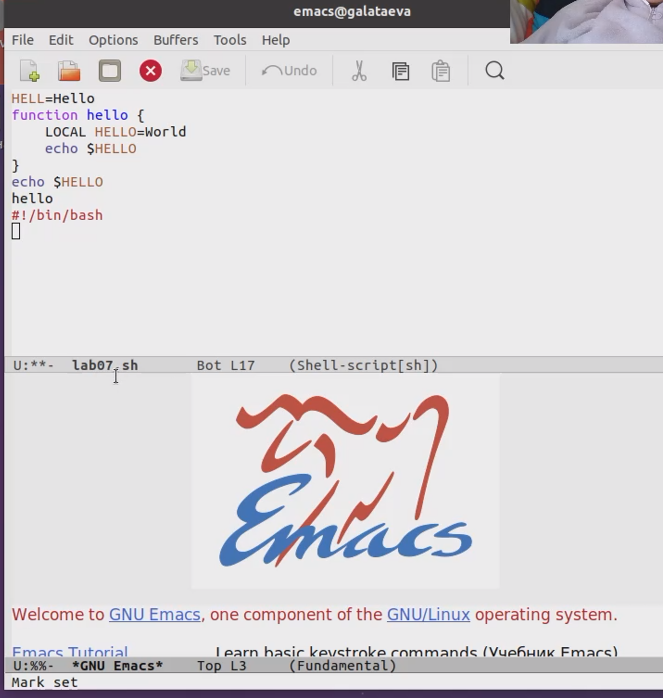 emacs@galataeva
File Edit Options Buffers Tools Help
Save Undo
HELL=Hello
function hello {
    LOCAL HELLO=World
    echo $HELLO
}
echo $HELLO
hello
#!/bin/bash
U:**-  lab07.sh       Bot L17    (Shell-script[sh])
Emacs
Welcome to GNU Emacs, one component of the GNU/Linux operating system.
Emacs Tutorial Learn basic keystroke commands (Учебник Emacs)
U:%%-  *GNU Emacs*    Top L3     (Fundamental)
Mark set